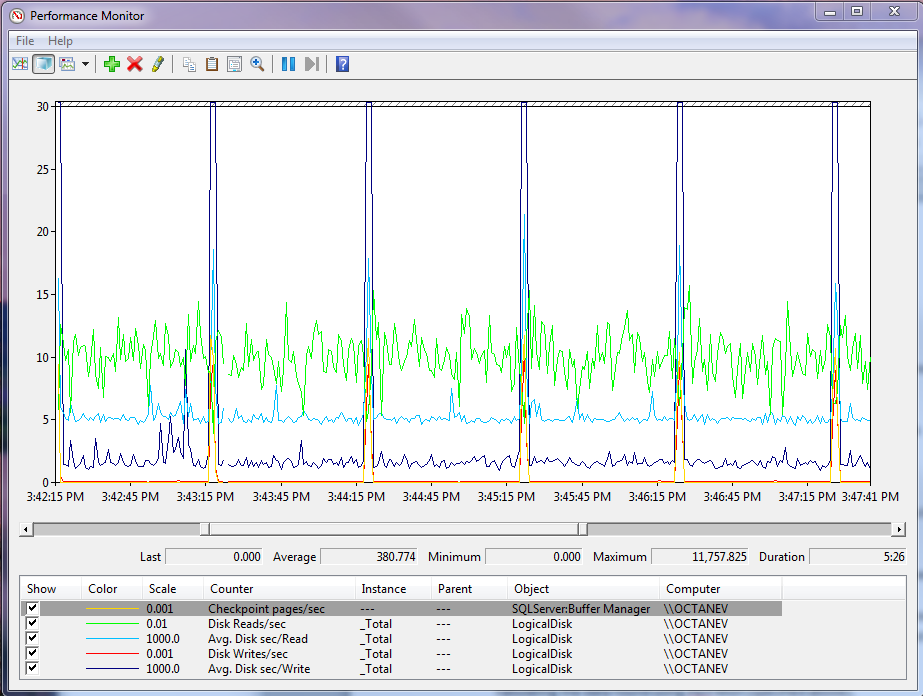 Performance Monitor
File Help
30
25
20
15
10
5
0
3:42:15 PM 3:42:45 PM 3:43:15 PM 3:43:45 PM 3:44:15 PM 3:44:45 PM 3:45:15 PM 3:45:45 PM 3:46:15 PM 3:46:45 PM 3:47:15 PM 3:47:41 PM
Last 0.000 Average 380.774 Minimum 0.000 Maximum 11,757.825 Duration 5:26
Show Color Scale Counter Instance Parent Object Computer
0.001 Checkpoint pages/sec --- --- SQLServer:Buffer Manager \\OCTANEV
0.01 Disk Reads/sec _Total --- LogicalDisk \\OCTANEV
1000.0 Avg. Disk sec/Read _Total --- LogicalDisk \\OCTANEV
0.001 Disk Writes/sec _Total --- LogicalDisk \\OCTANEV
1000.0 Avg. Disk sec/Write _Total --- LogicalDisk \\OCTANEV